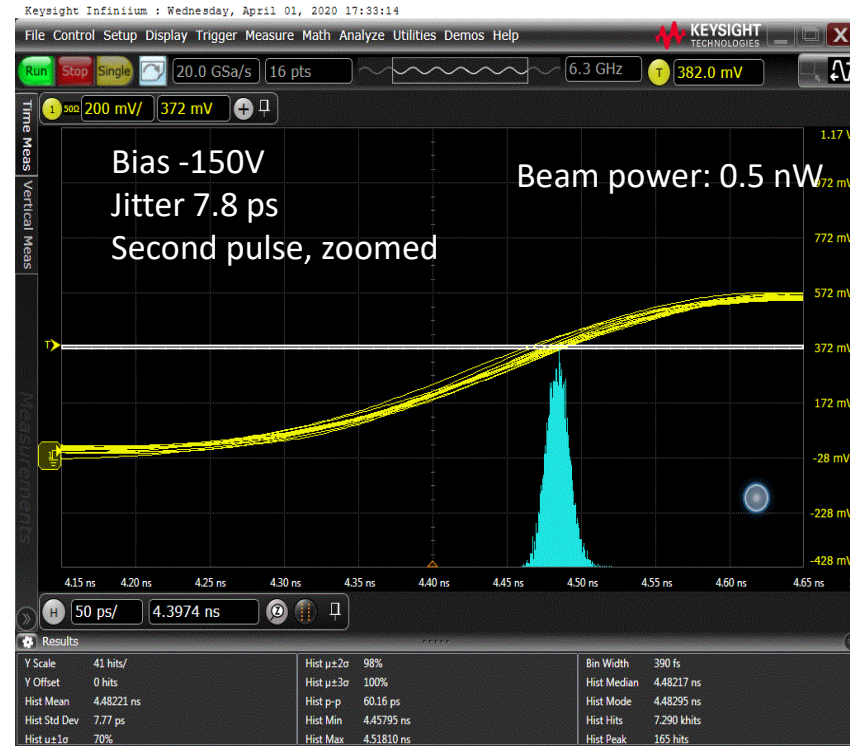 Keysight Infiniium : Wednesday, April 01, 2020 17:33:14
File Control Setup Display Trigger Measure Math Analyze Utilities Demos Help
KEYSIGHT
TECHNOLOGIES
X
Run Stop Single 20.0 GSa/s 16 pts 6.3 GHz T 382.0 mV
1 50Ω 200 mV/ 372 mV +
Time Meas
Vertical Meas
Measurements
Bias -150V
Jitter 7.8 ps
Second pulse, zoomed
Beam power: 0.5 nW
1.17 V
972 mV
772 mV
572 mV
372 mV
172 mV
-28 mV
-228 mV
-428 mV
T
1
4.15 ns 4.20 ns 4.25 ns 4.30 ns 4.35 ns 4.40 ns 4.45 ns 4.50 ns 4.55 ns 4.60 ns 4.65 ns
H 50 ps/ 4.3974 ns
Results
Y Scale 41 hits/ Hist µ±2σ 98% Bin Width 390 fs
Y Offset 0 hits Hist µ±3σ 100% Hist Median 4.48217 ns
Hist Mean 4.48221 ns Hist p-p 60.16 ps Hist Mode 4.48295 ns
Hist Std Dev 7.77 ps Hist Min 4.45795 ns Hist Hits 7.290 khits
Hist µ±1σ 70% Hist Max 4.51810 ns Hist Peak 165 hits